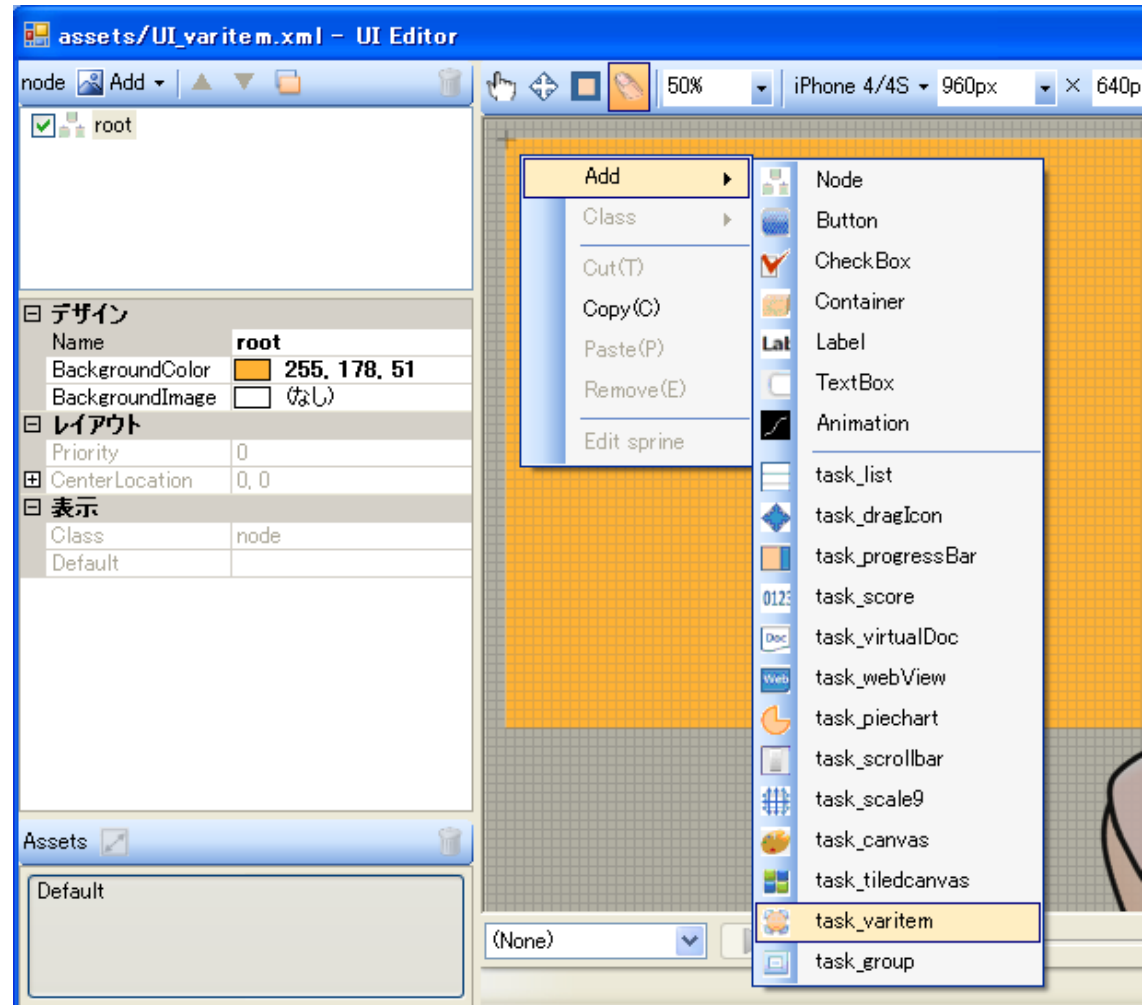 assets/UI_varitem.xml - UI Editor
node Add
50% iPhone 4/4S 960px × 640p
root
Add
Class
Cut(T)
Copy(C)
Paste(P)
Remove(E)
Edit sprine
Node
Button
CheckBox
Container
Label
TextBox
Animation
task_list
task_dragIcon
task_progressBar
0123 task_score
Doc task_virtualDoc
Web task_webView
task_piechart
task_scrollbar
task_scale9
task_canvas
task_tiledcanvas
task_varitem
task_group
デザイン
Name root
BackgroundColor 255, 178, 51
BackgroundImage (なし)
レイアウト
Priority 0
CenterLocation 0, 0
表示
Class node
Default
Assets
Default
(None)